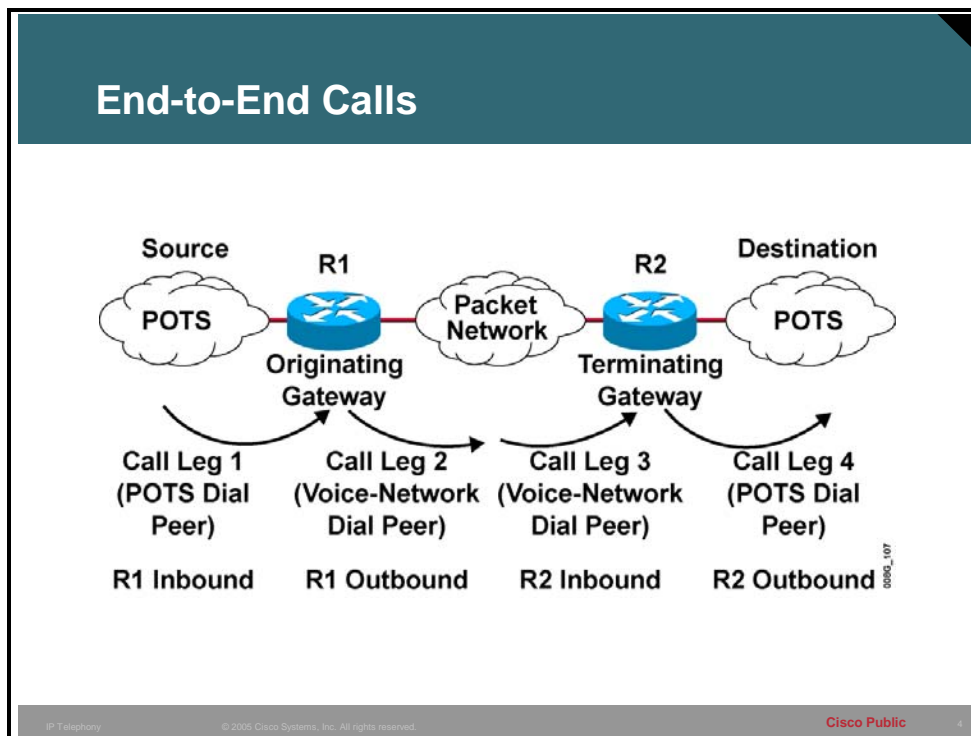 End-to-End Calls
Source
R1
R2
Destination
POTS
Packet
Network
POTS
Originating
Gateway
Terminating
Gateway
Call Leg 1
(POTS Dial
Peer)
Call Leg 2
(Voice-Network
Dial Peer)
Call Leg 3
(Voice-Network
Dial Peer)
Call Leg 4
(POTS Dial
Peer)
R1 Inbound
R1 Outbound
R2 Inbound
R2 Outbound
008G_107
IP Telephony
© 2005 Cisco Systems, Inc. All rights reserved.
Cisco Public
4